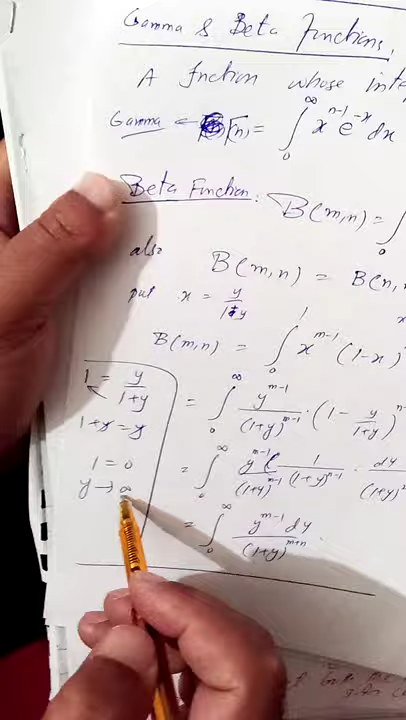 Gamma & Beta Functions,
A function whose inte
Gamma Γ(n) = ∫₀^∞ x^(n-1) e^(-x) dx
Beta Function:
B(m,n) = ∫
also
B(m,n) = B(n,
put x = y/(1+y)
B(m,n) = ∫₀^1 x^(m-1) (1-x)
= ∫₀^∞ y^(m-1)/(1+y)^(m-1) · (1 - y/(1+y))
= ∫₀^∞ y^(m-1)/(1+y)^(m-1) · 1/(1+y)^(n-1) · dy
= ∫₀^∞ y^(m-1) dy/(1+y)^(m+n)
1 = y/(1+y)
1+y = y
1 = 0
y → ∞